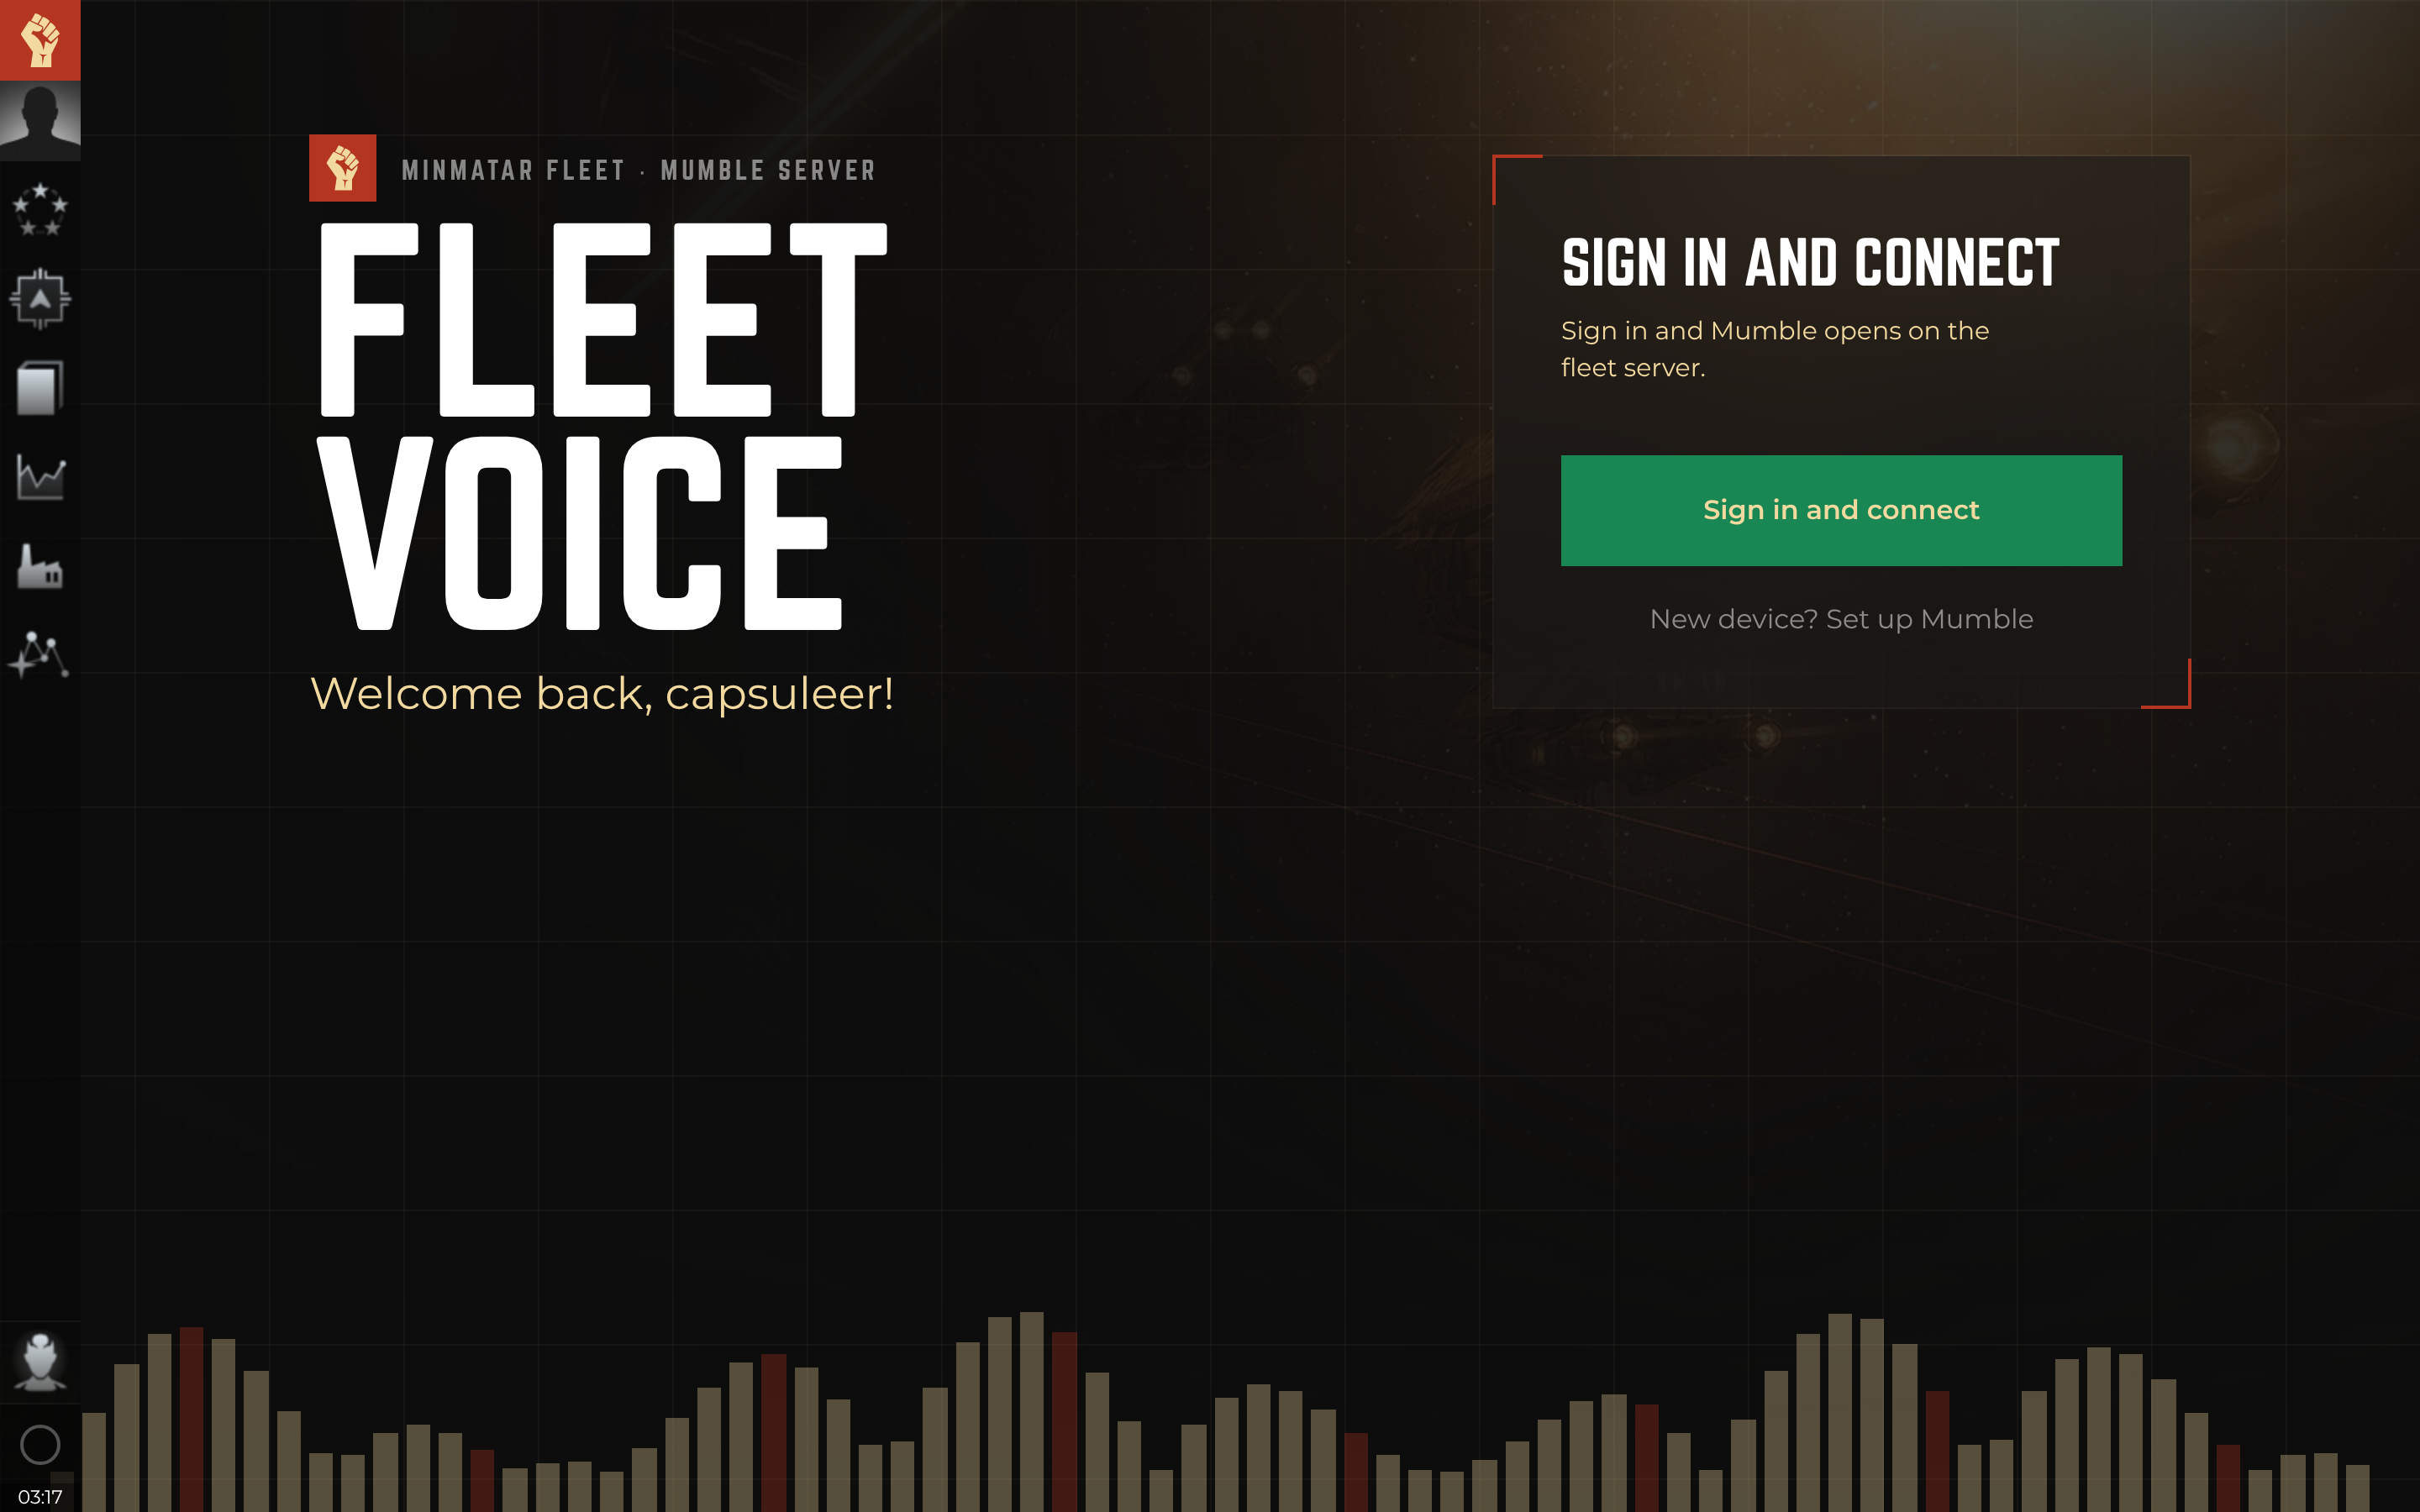 MINMATAR FLEET · MUMBLE SERVER
FLEET
VOICE
Welcome back, capsuleer!
SIGN IN AND CONNECT
Sign in and Mumble opens on the
fleet server.
Sign in and connect
New device? Set up Mumble
03:17